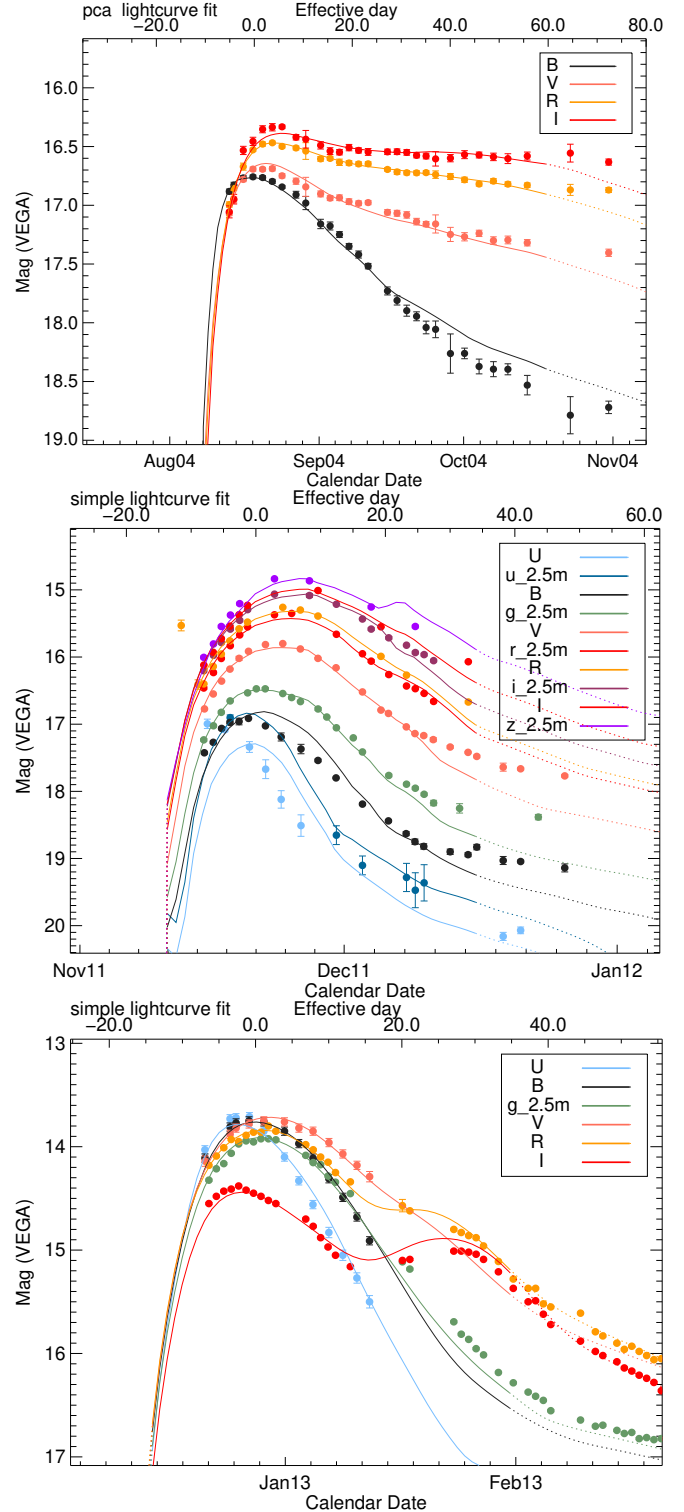 pca lightcurve fit Effective day
-20.0 0.0 20.0 40.0 60.0 80.0
B
V
R
I
16.0
16.5
17.0
17.5
18.0
18.5
19.0
Mag (VEGA)
Aug04 Sep04 Oct04 Nov04
Calendar Date
simple lightcurve fit Effective day
-20.0 0.0 20.0 40.0 60.0
U
u_2.5m
B
g_2.5m
V
r_2.5m
R
i_2.5m
I
z_2.5m
15
16
17
18
19
20
Mag (VEGA)
Nov11 Dec11 Jan12
Calendar Date
simple lightcurve fit Effective day
-20.0 0.0 20.0 40.0
U
B
g_2.5m
V
R
I
13
14
15
16
17
Mag (VEGA)
Jan13 Feb13
Calendar Date